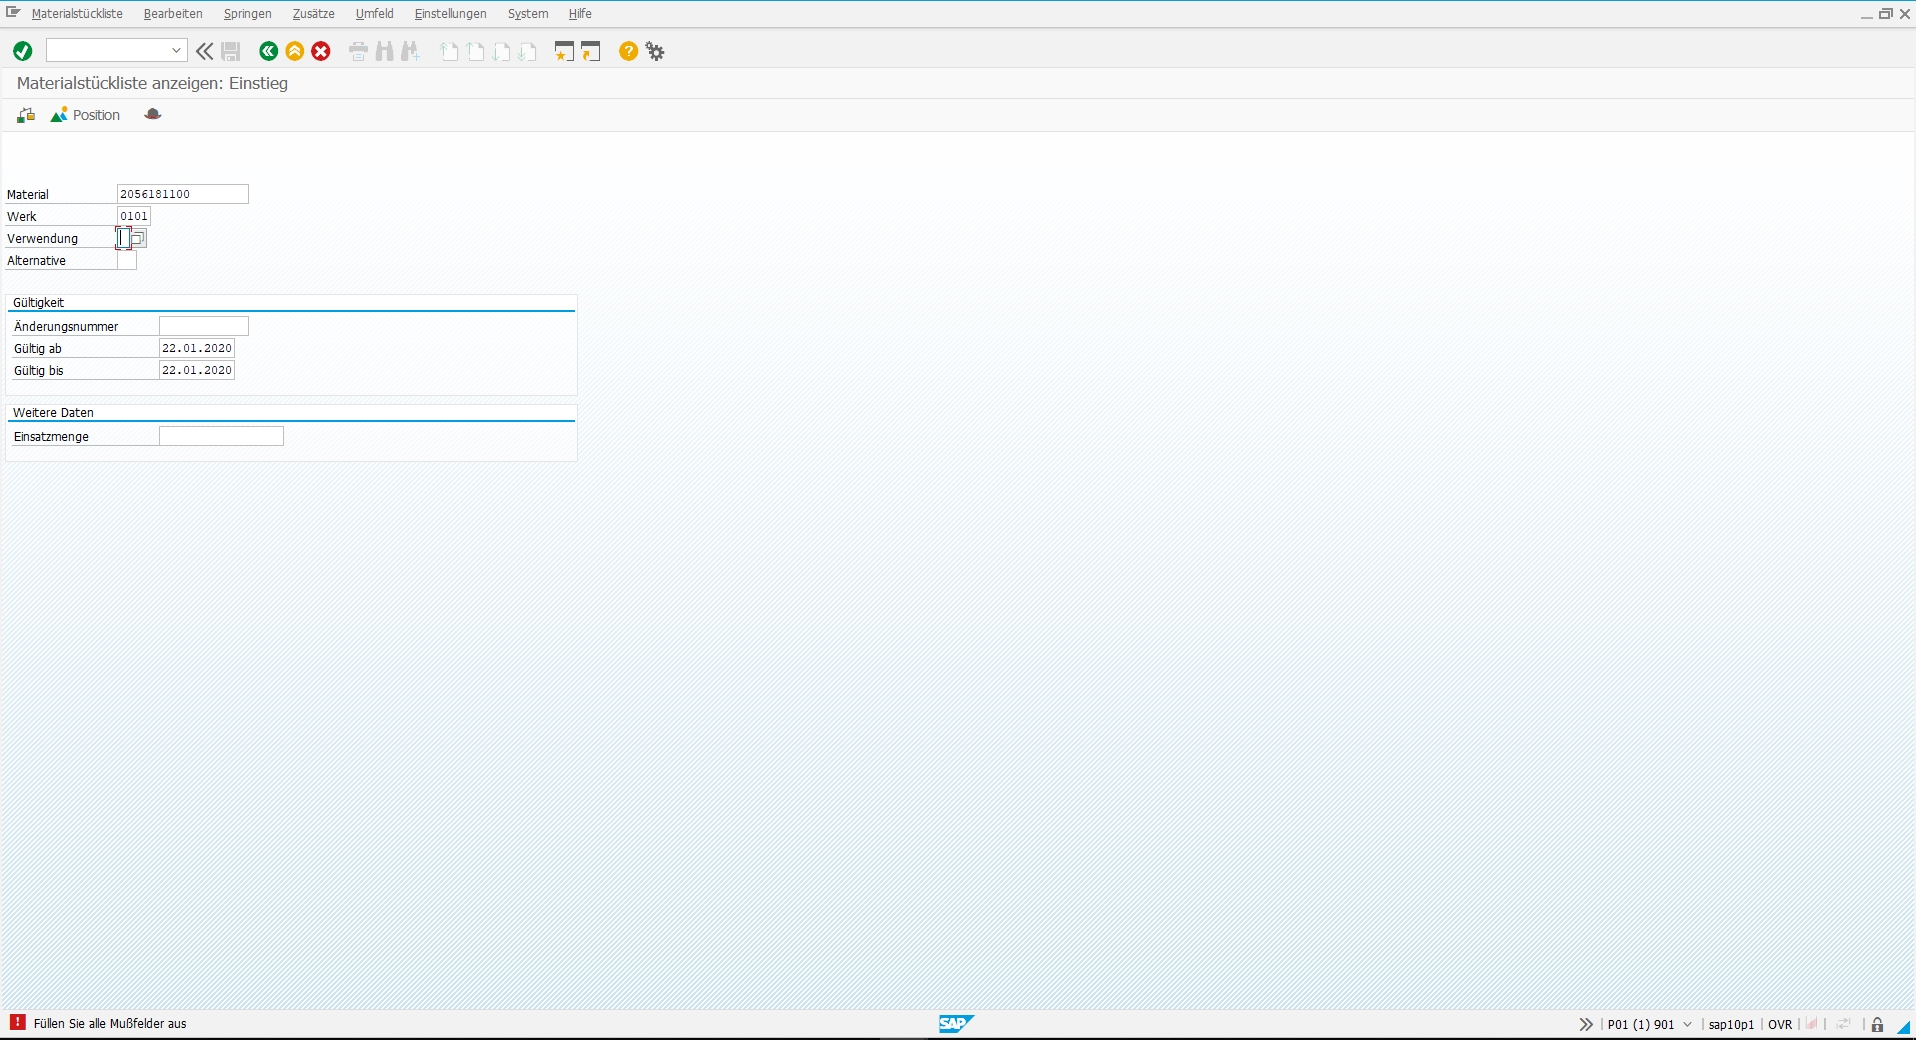 Materialstückliste Bearbeiten Springen Zusätze Umfeld Einstellungen System Hilfe
Materialstückliste anzeigen: Einstieg
Position
Material 2056181100
Werk 0101
Verwendung
Alternative
Gültigkeit
Änderungsnummer
Gültig ab 22.01.2020
Gültig bis 22.01.2020
Weitere Daten
Einsatzmenge
Füllen Sie alle Mußfelder aus SAP P01 (1) 901 sap10p1 OVR